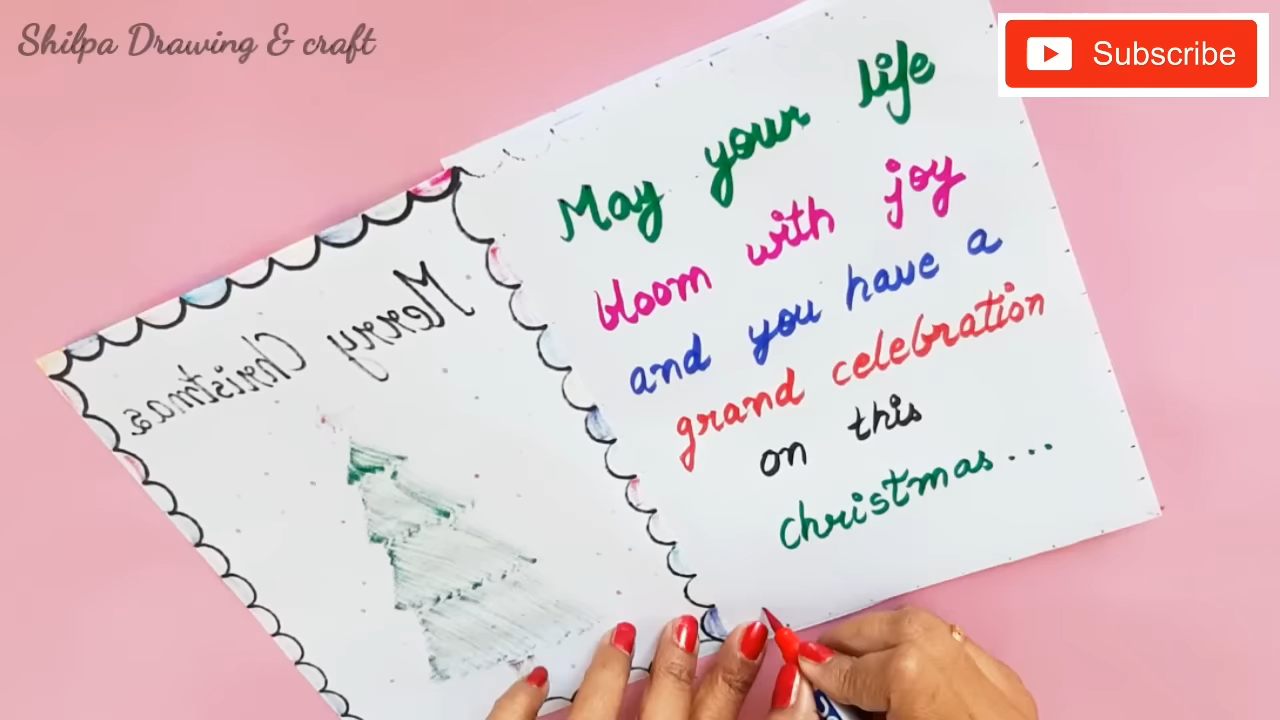 Shilpa Drawing & craft
Subscribe
Merry Christmas
May your life
bloom with joy
and you have a
grand celebration
on this
christmas...